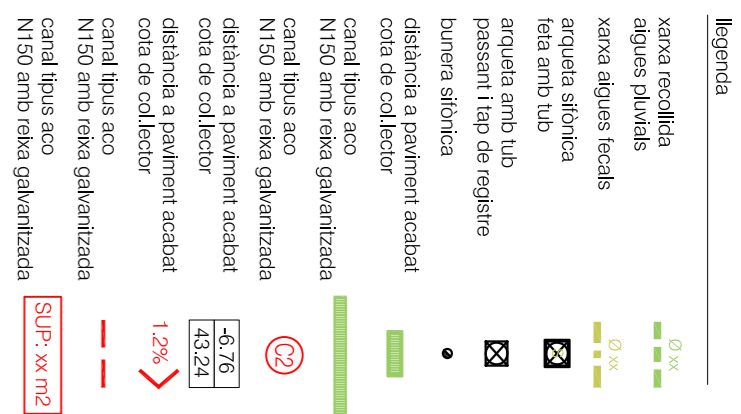 llegenda
xarxa recollida
aigues pluvials
Ø xx
xarxa aigues fecals
Ø xx
arqueta sifònica
feta amb tub
arqueta amb tub
passant i tap de registre
bunera sifònica
distància a paviment acabat
cota de col.lector
canal tipus aco
N150 amb reixa galvanitzada
canal tipus aco
N150 amb reixa galvanitzada
C2
distància a paviment acabat
cota de col.lector
-6.76
43.24
distància a paviment acabat
cota de col.lector
1.2%
canal tipus aco
N150 amb reixa galvanitzada
canal tipus aco
N150 amb reixa galvanitzada
SUP: xx m2